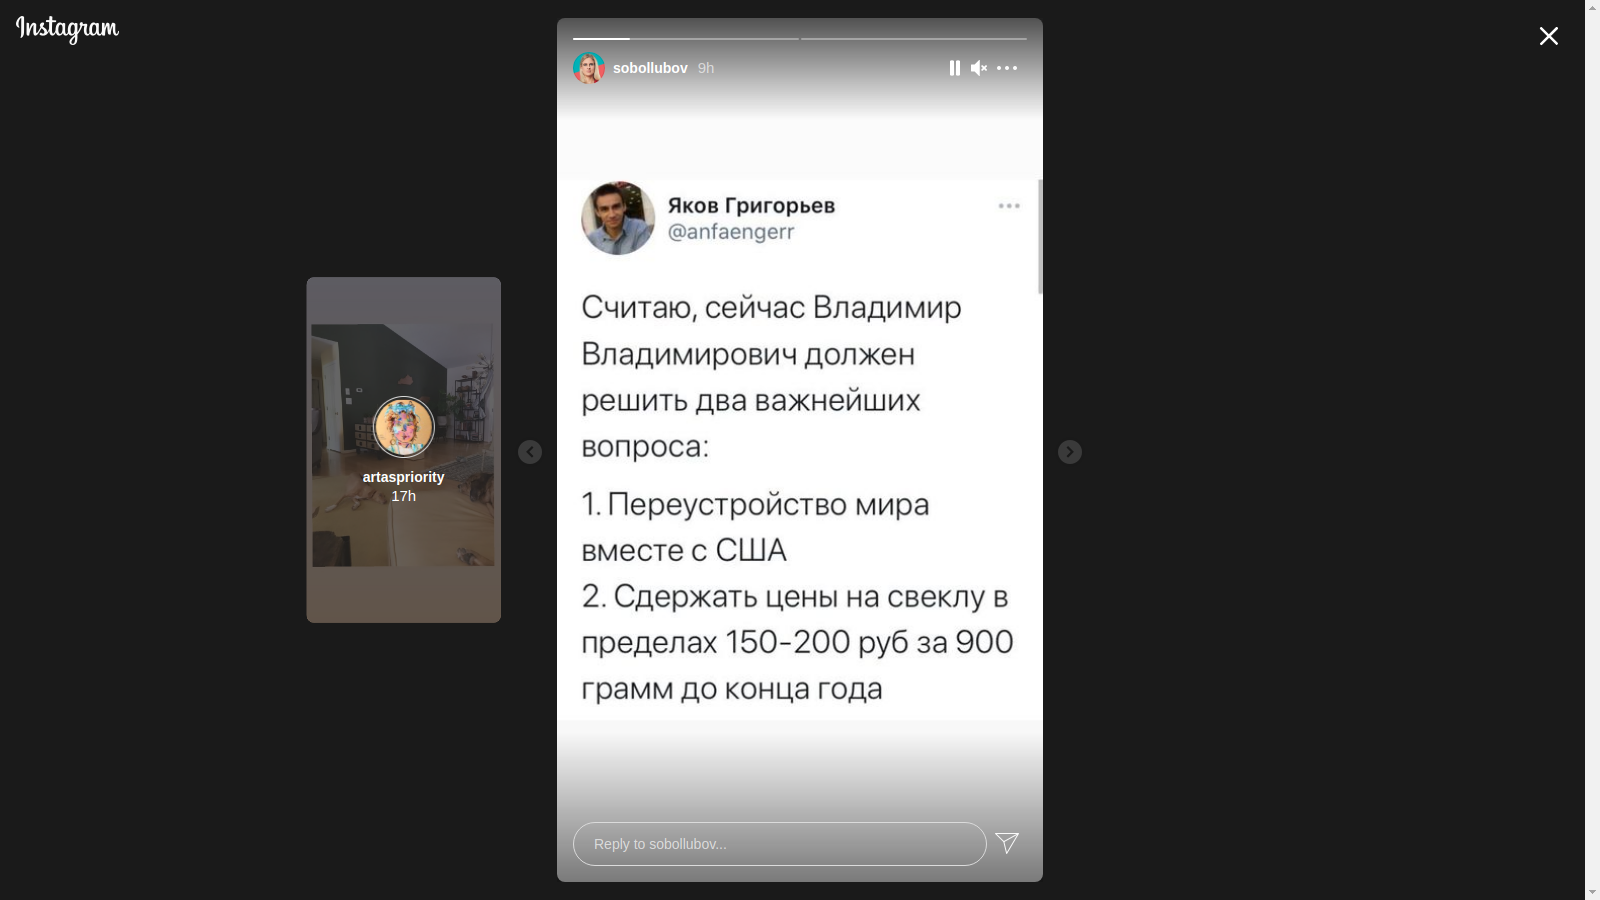 Instagram
sobollubov 9h
Яков Григорьев
@anfaengerr
Считаю, сейчас Владимир
Владимирович должен
решить два важнейших
вопроса:
1. Переустройство мира
вместе с США
2. Сдержать цены на свеклу в
пределах 150-200 руб за 900
грамм до конца года
artaspriority
17h
Reply to sobollubov...